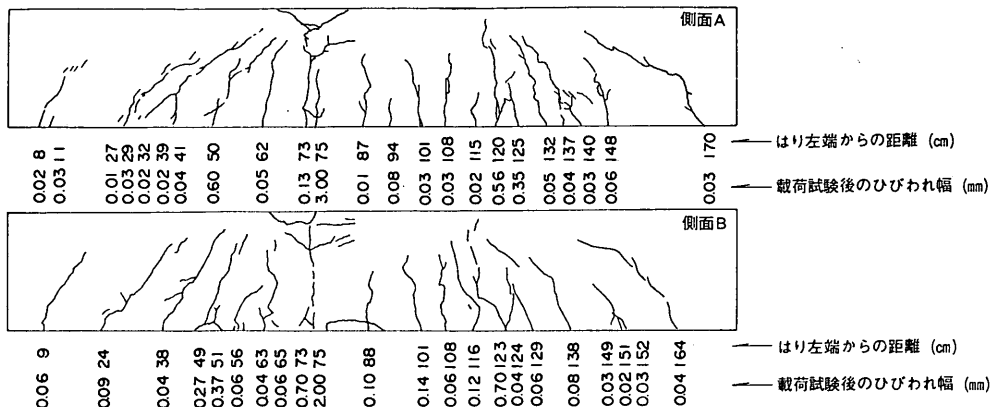 側面A
8 11 27 29 32 39 41 50 62 73 75 87 94 101 108 115 120 125 132 137 140 148 170 はり左端からの距離 (cm)
0.02 0.03 0.01 0.03 0.02 0.02 0.04 0.60 0.05 0.13 3.00 0.01 0.08 0.03 0.03 0.02 0.56 0.35 0.05 0.04 0.03 0.06 0.03 載荷試験後のひびわれ幅 (mm)
側面B
9 24 38 49 51 56 63 65 73 75 88 101 108 116 123 124 129 138 149 151 152 164 はり左端からの距離 (cm)
0.06 0.09 0.04 0.27 0.37 0.06 0.04 0.06 0.70 2.00 0.10 0.14 0.06 0.12 0.70 0.04 0.06 0.08 0.03 0.02 0.03 0.04 載荷試験後のひびわれ幅 (mm)